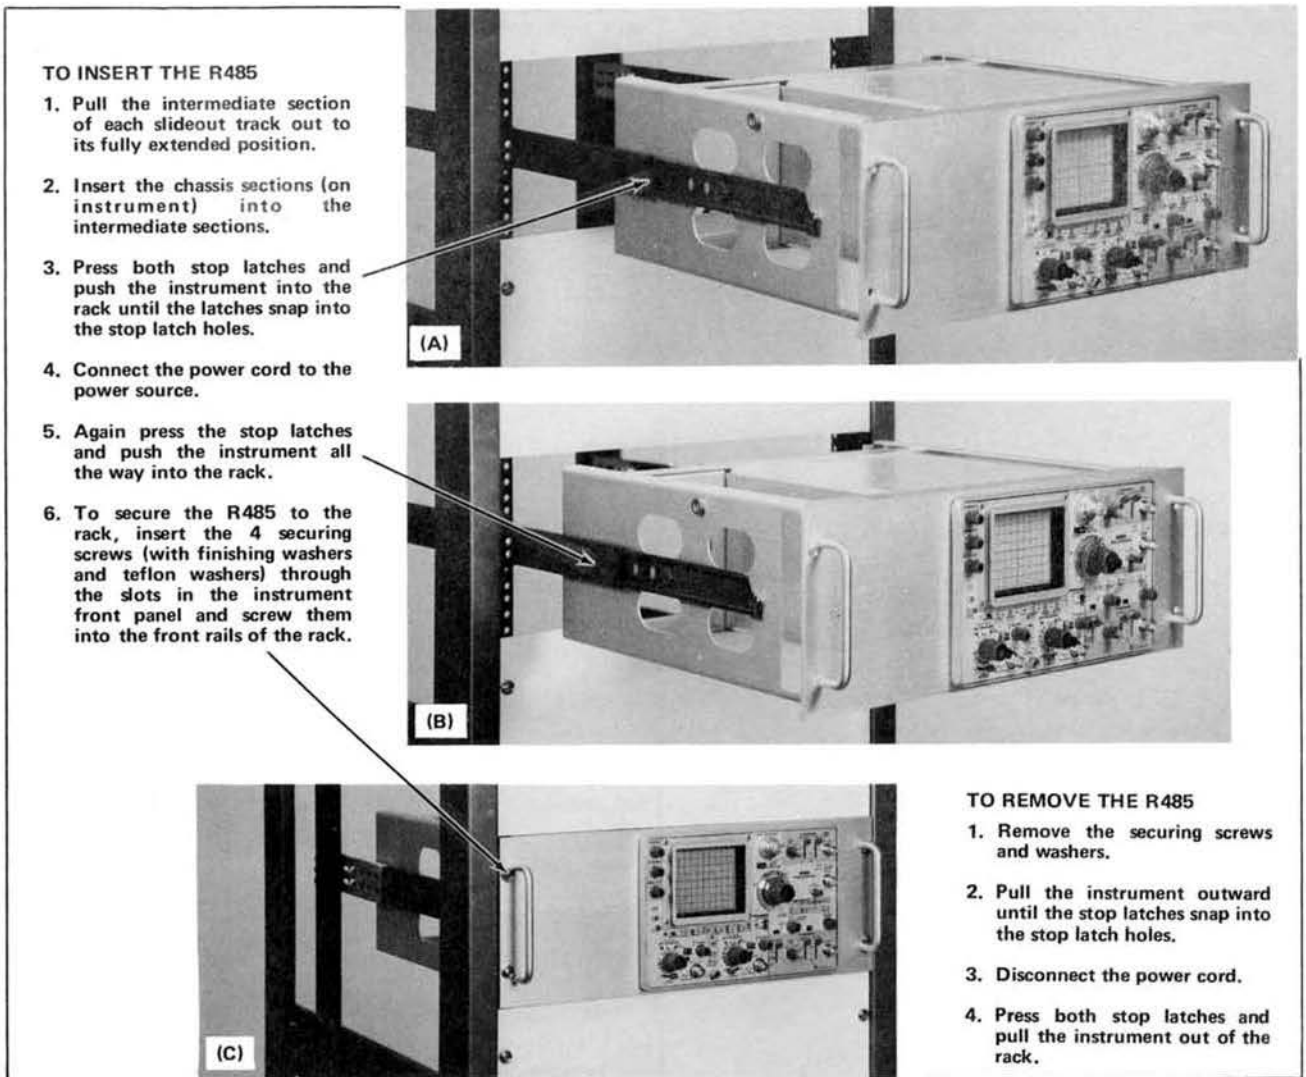 TO INSERT THE R485
1. Pull the intermediate section
of each slideout track out to
its fully extended position.
2. Insert the chassis sections (on
instrument) into the
intermediate sections.
3. Press both stop latches and
push the instrument into the
rack until the latches snap into
the stop latch holes.
4. Connect the power cord to the
power source.
5. Again press the stop latches
and push the instrument all
the way into the rack.
6. To secure the R485 to the
rack, insert the 4 securing
screws (with finishing washers
and teflon washers) through
the slots in the instrument
front panel and screw them
into the front rails of the rack.
(A)
(B)
(C)
TO REMOVE THE R485
1. Remove the securing screws
and washers.
2. Pull the instrument outward
until the stop latches snap into
the stop latch holes.
3. Disconnect the power cord.
4. Press both stop latches and
pull the instrument out of the
rack.